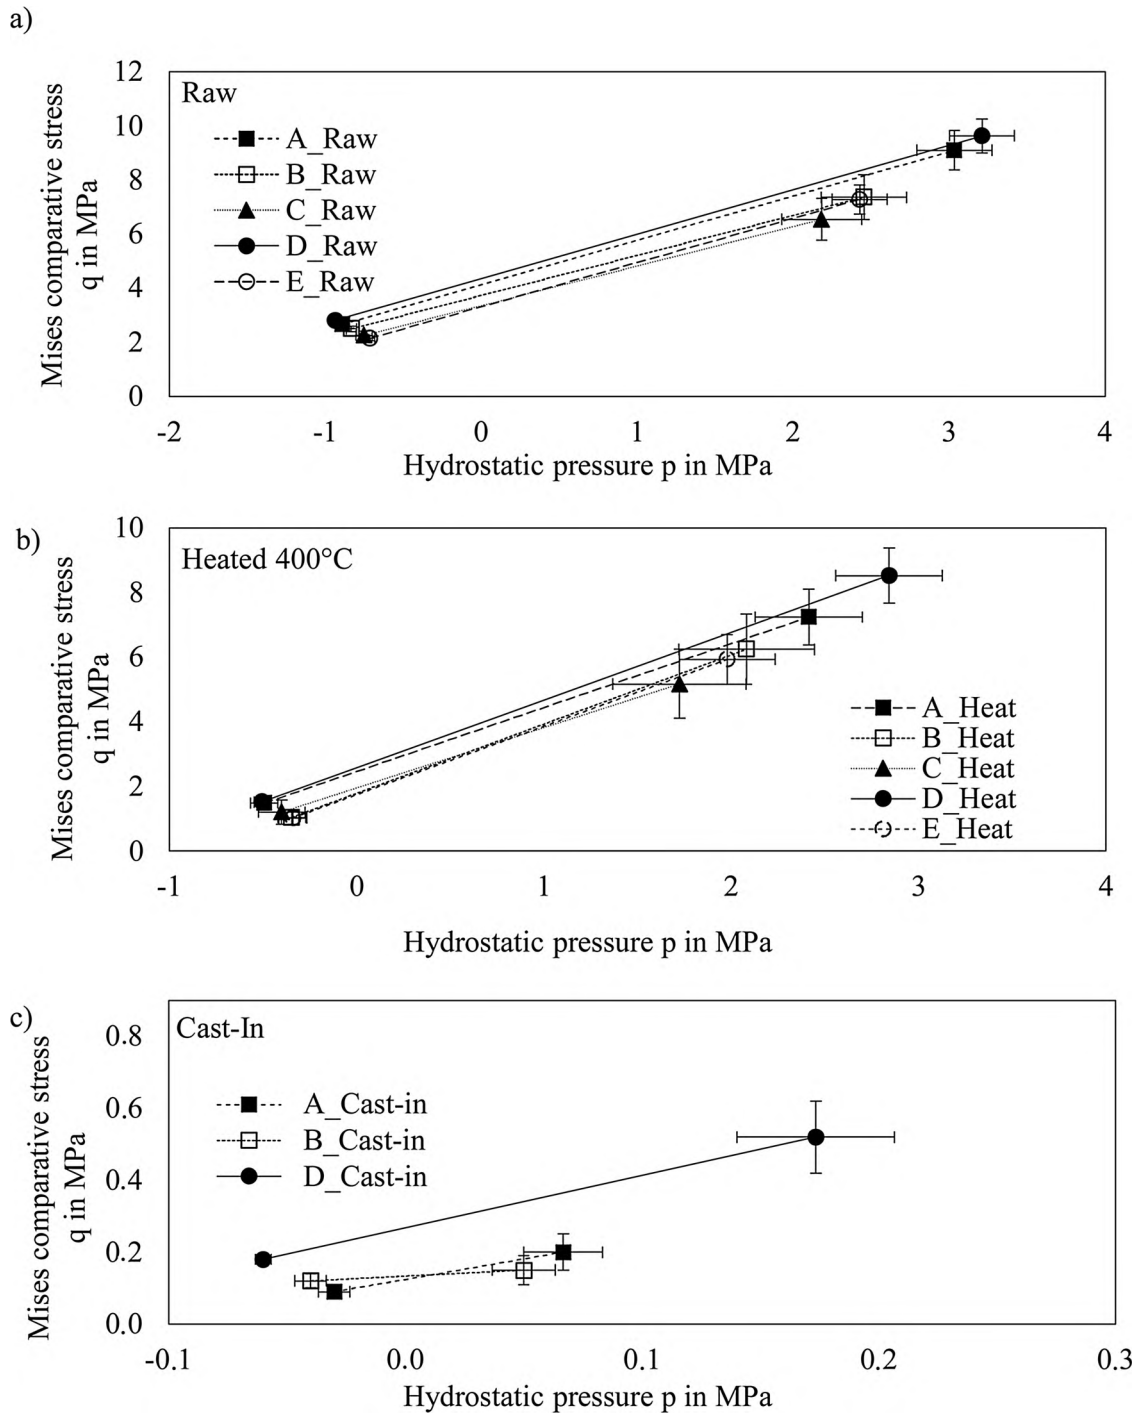 a)
Mises comparative stress
q in MPa
12
10
8
6
4
2
0
Raw
A_Raw
B_Raw
C_Raw
D_Raw
E_Raw
-2 -1 0 1 2 3 4
Hydrostatic pressure p in MPa
b)
Mises comparative stress
q in MPa
10
8
6
4
2
0
Heated 400°C
A_Heat
B_Heat
C_Heat
D_Heat
E_Heat
-1 0 1 2 3 4
Hydrostatic pressure p in MPa
c)
Mises comparative stress
q in MPa
0.8
0.6
0.4
0.2
0.0
Cast-In
A_Cast-in
B_Cast-in
D_Cast-in
-0.1 0.0 0.1 0.2 0.3
Hydrostatic pressure p in MPa